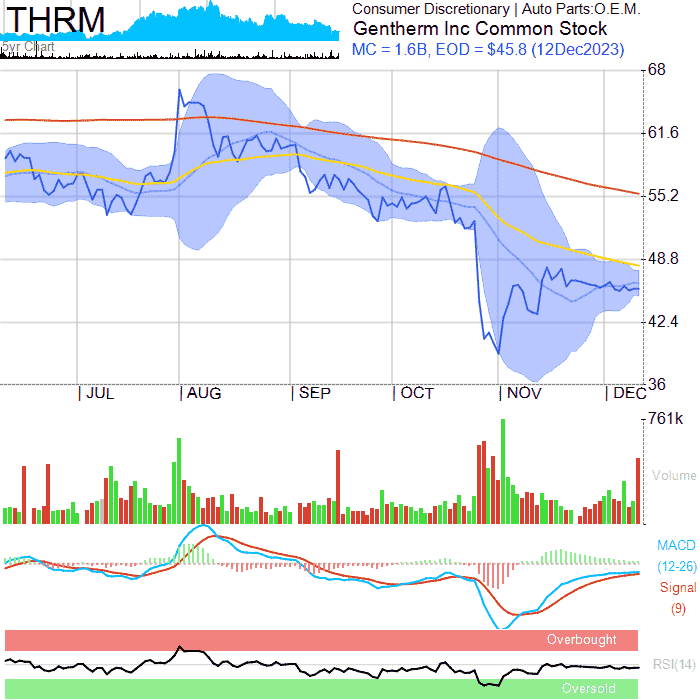 THRM
5yr Chart
Consumer Discretionary | Auto Parts:O.E.M.
Gentherm Inc Common Stock
MC = 1.6B, EOD = $45.8 (12Dec2023)
68
61.6
55.2
48.8
42.4
36
JUL
AUG
SEP
OCT
NOV
DEC
761k
Volume
MACD
(12-26)
Signal
(9)
Overbought
RSI(14)
Oversold